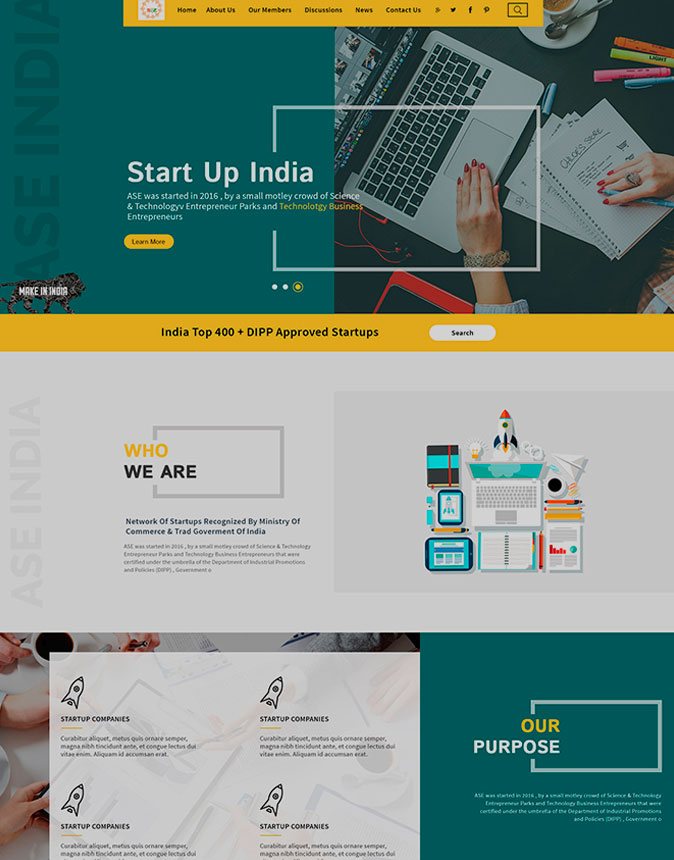 Home About Us Our Members Discussions News Contact Us
ASE INDIA
CHLOE'S STORE
Start Up India
ASE was started in 2016 , by a small motley crowd of Science
& Technologyv Entrepreneur Parks and Technolotgy Business
Entrepreneurs
Learn More
MAKE IN INDIA
India Top 400 + DIPP Approved Startups Search
ASE INDIA
WHO
WE ARE
Network Of Startups Recognized By Ministry Of
Commerce & Trad Goverment Of India
ASE was started in 2016 , by a small motley crowd of Science & Technology
Entrepreneur Parks and Technology Business Entrepreneurs that were
certified under the umbrella of the Department of Industrial Promotions
and Policies (DIPP) , Government o
STARTUP COMPANIES
Curabitur aliquet, metus quis ornare semper,
magna nibh tincidunt ante, et congue lectus dui
vitae enim. Aliquam id accumsan erat.
STARTUP COMPANIES
Curabitur aliquet, metus quis ornare semper,
magna nibh tincidunt ante, et congue lectus dui
vitae enim. Aliquam id accumsan erat.
STARTUP COMPANIES
Curabitur aliquet, metus quis ornare semper,
magna nibh tincidunt ante, et congue lectus dui
STARTUP COMPANIES
Curabitur aliquet, metus quis ornare semper,
magna nibh tincidunt ante, et congue lectus dui
OUR
PURPOSE
ASE was started in 2016 , by a small motley crowd of Science & Technology
Entrepreneur Parks and Technology Business Entrepreneurs that were
certified under the umbrella of the Department of Industrial Promotions
and Policies (DIPP) , Government o